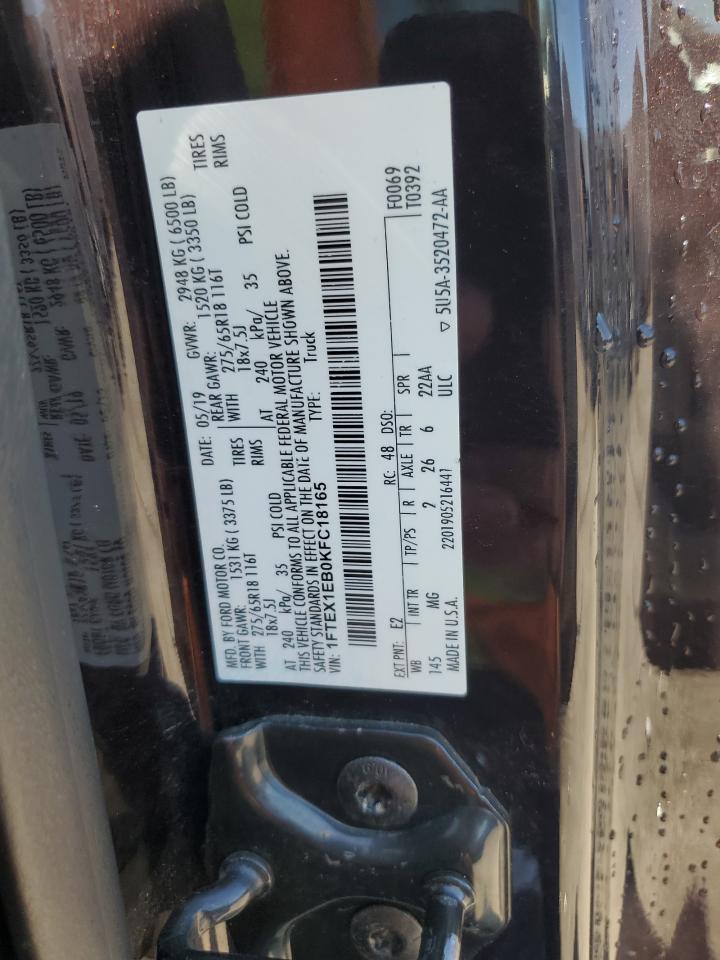 MFD. BY FORD MOTOR CO. DATE: 05/19 GVWR: 2948 KG ( 6500 LB)
FRONT GAWR: 1531 KG ( 3375 LB) REAR GAWR: 1520 KG ( 3350 LB)
WITH 275/65R18 116T TIRES WITH 275/65R18 116T TIRES
18x7.5J RIMS 18x7.5J RIMS
AT 240 kPa/ 35 PSI COLD AT 240 kPa/ 35 PSI COLD
THIS VEHICLE CONFORMS TO ALL APPLICABLE FEDERAL MOTOR VEHICLE
SAFETY STANDARDS IN EFFECT ON THE DATE OF MANUFACTURE SHOWN ABOVE.
VIN: 1FTEX1EB0KFC18165 TYPE: Truck
F0069
T0392
EXT PNT: E2 RC: 48 DSO:
WB INT TR TP/PS R AXLE TR SPR
145 MG 2 26 6 22AA
MADE IN U.S.A. 2201905216441 ULC
▽ 5U5A-3520472-AA